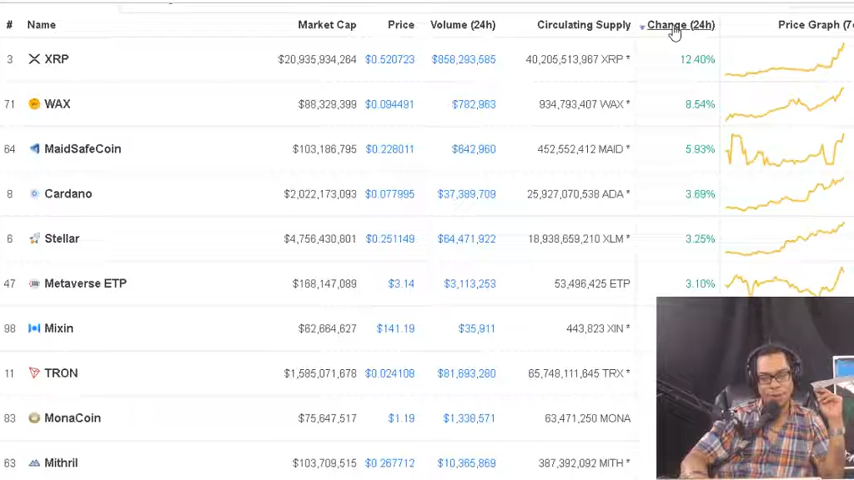 # Name Market Cap Price Volume (24h) Circulating Supply Change (24h) Price Graph (7
3 XRP $20,935,934,264 $0.520723 $858,293,585 40,205,513,967 XRP * 12.40%
71 WAX $88,329,399 $0.094491 $782,963 934,793,407 WAX * 8.54%
64 MaidSafeCoin $103,186,795 $0.228011 $642,960 452,552,412 MAID * 5.93%
8 Cardano $2,022,173,093 $0.077995 $37,389,709 25,927,070,538 ADA * 3.69%
6 Stellar $4,756,430,801 $0.251149 $64,471,922 18,938,659,210 XLM * 3.25%
47 Metaverse ETP $168,147,089 $3.14 $3,113,253 53,496,425 ETP 3.10%
98 Mixin $62,664,627 $141.19 $35,911 443,823 XIN *
11 TRON $1,585,071,678 $0.024108 $81,693,280 65,748,111,645 TRX *
83 MonaCoin $75,647,517 $1.19 $1,338,571 63,471,250 MONA
63 Mithril $103,709,515 $0.267712 $10,365,869 387,392,092 MITH *